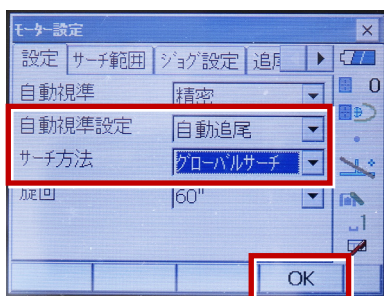 モーター設定
設定 サーチ範囲 ジョグ設定 追尾
自動視準 精密
0
自動視準設定 自動追尾
サーチ方法 グローバルサーチ
旋回 60"
1
OK